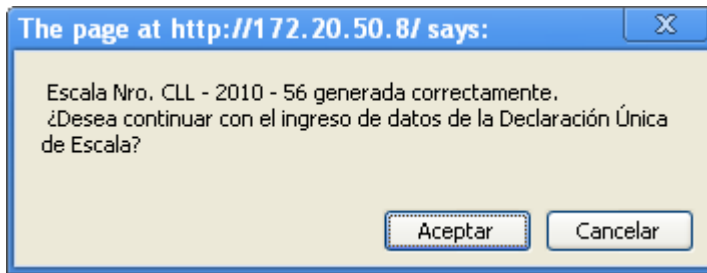 The page at http://172.20.50.8/ says:
Escala Nro. CLL - 2010 - 56 generada correctamente.
¿Desea continuar con el ingreso de datos de la Declaración Única
de Escala?
Aceptar
Cancelar